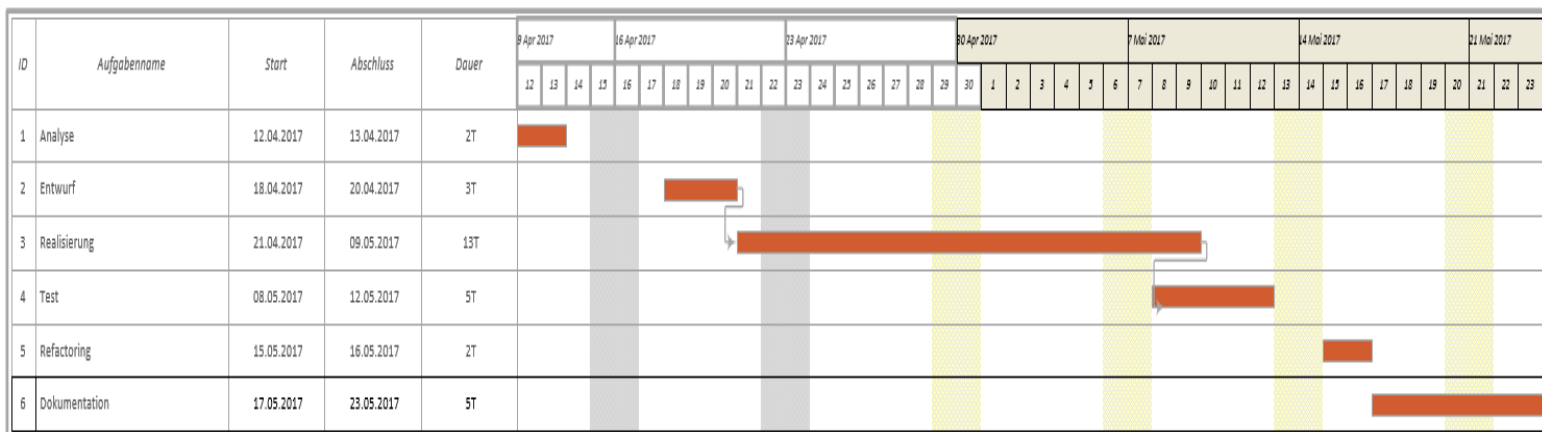 ID Aufgabenname Start Abschluss Dauer 9 Apr 2017 16 Apr 2017 23 Apr 2017 30 Apr 2017 7 Mai 2017 14 Mai 2017 21 Mai 2017
12 13 14 15 16 17 18 19 20 21 22 23 24 25 26 27 28 29 30 1 2 3 4 5 6 7 8 9 10 11 12 13 14 15 16 17 18 19 20 21 22 23
1 Analyse 12.04.2017 13.04.2017 2T
2 Entwurf 18.04.2017 20.04.2017 3T
3 Realisierung 21.04.2017 09.05.2017 13T
4 Test 08.05.2017 12.05.2017 5T
5 Refactoring 15.05.2017 16.05.2017 2T
6 Dokumentation 17.05.2017 23.05.2017 5T